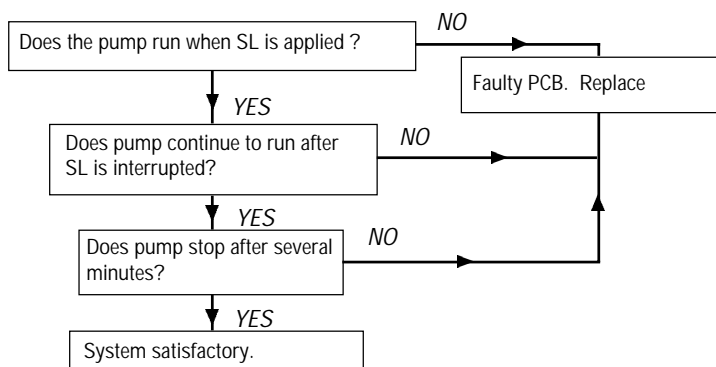 Does the pump run when SL is applied ?
NO
Faulty PCB. Replace
YES
Does pump continue to run after
SL is interrupted?
NO
YES
Does pump stop after several
minutes?
NO
YES
System satisfactory.